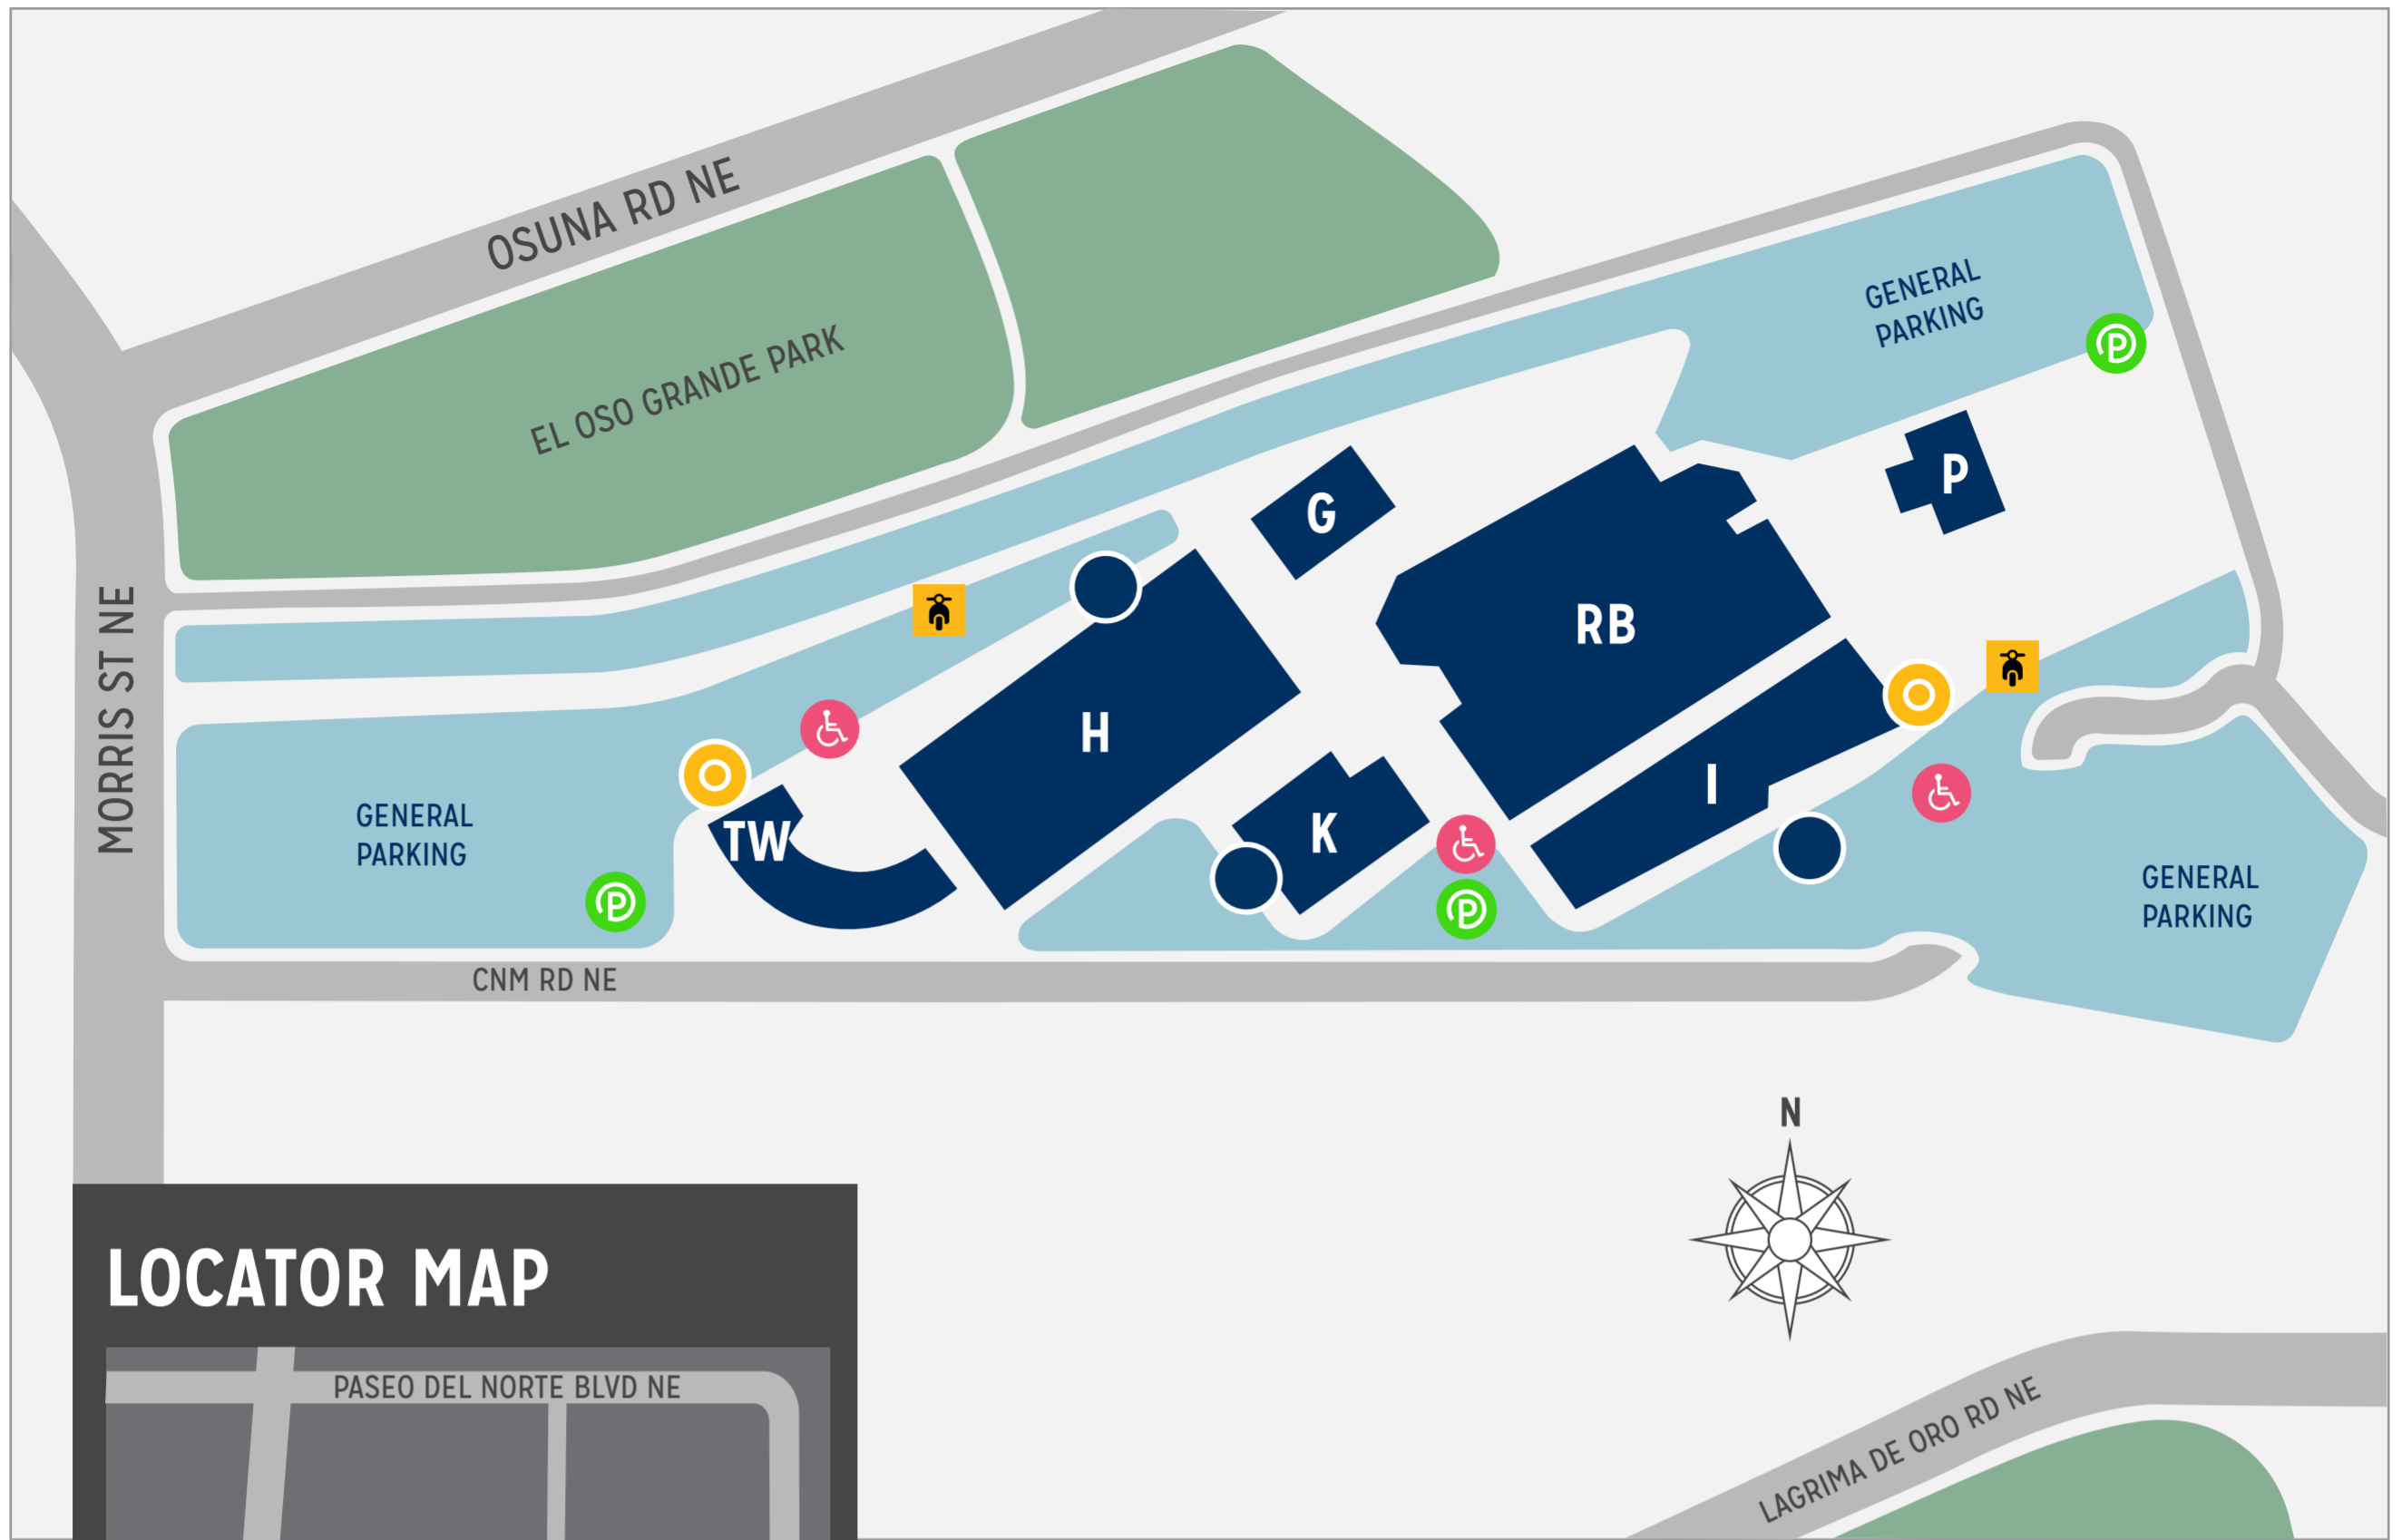 OSUNA RD NE
EL OSO GRANDE PARK
GENERAL
PARKING
P
G
P
RB
MORRIS ST NE
H
I
K
TW
GENERAL
PARKING
P
P
GENERAL
PARKING
CNM RD NE
N
LOCATOR MAP
PASEO DEL NORTE BLVD NE
LAGRIMA DE ORO RD NE